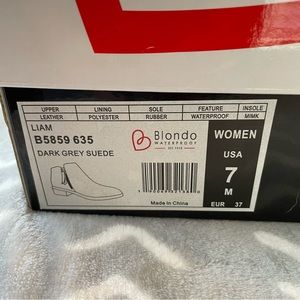 UPPER LINING SOLE FEATURE INSOLE
LEATHER POLYESTER RUBBER WATERPROOF M/MK
LIAM
B5859 635
DARK GREY SUEDE
Blondo
WATERPROOF
WOMEN
USA
7
M
EUR 37
Made in China